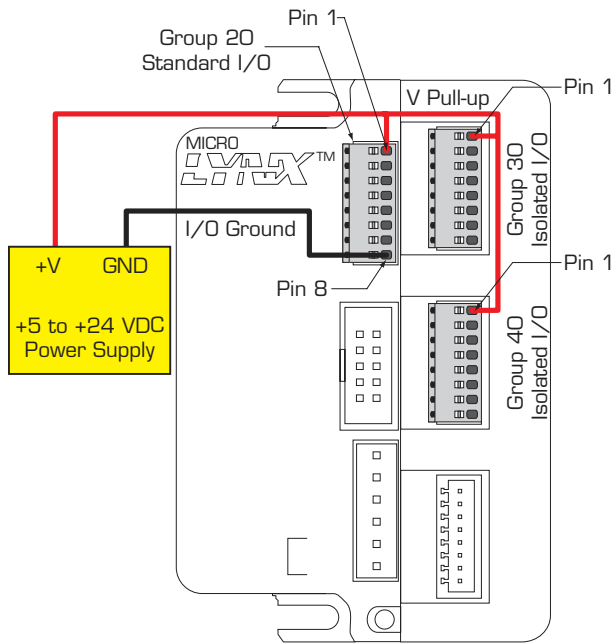 Pin 1
Group 20
Standard I/O
V Pull-up
Pin 1
MICRO
LYNX™
Group 30
Isolated I/O
I/O Ground
+V
GND
Pin 8
Pin 1
+5 to +24 VDC
Power Supply
Group 40
Isolated I/O